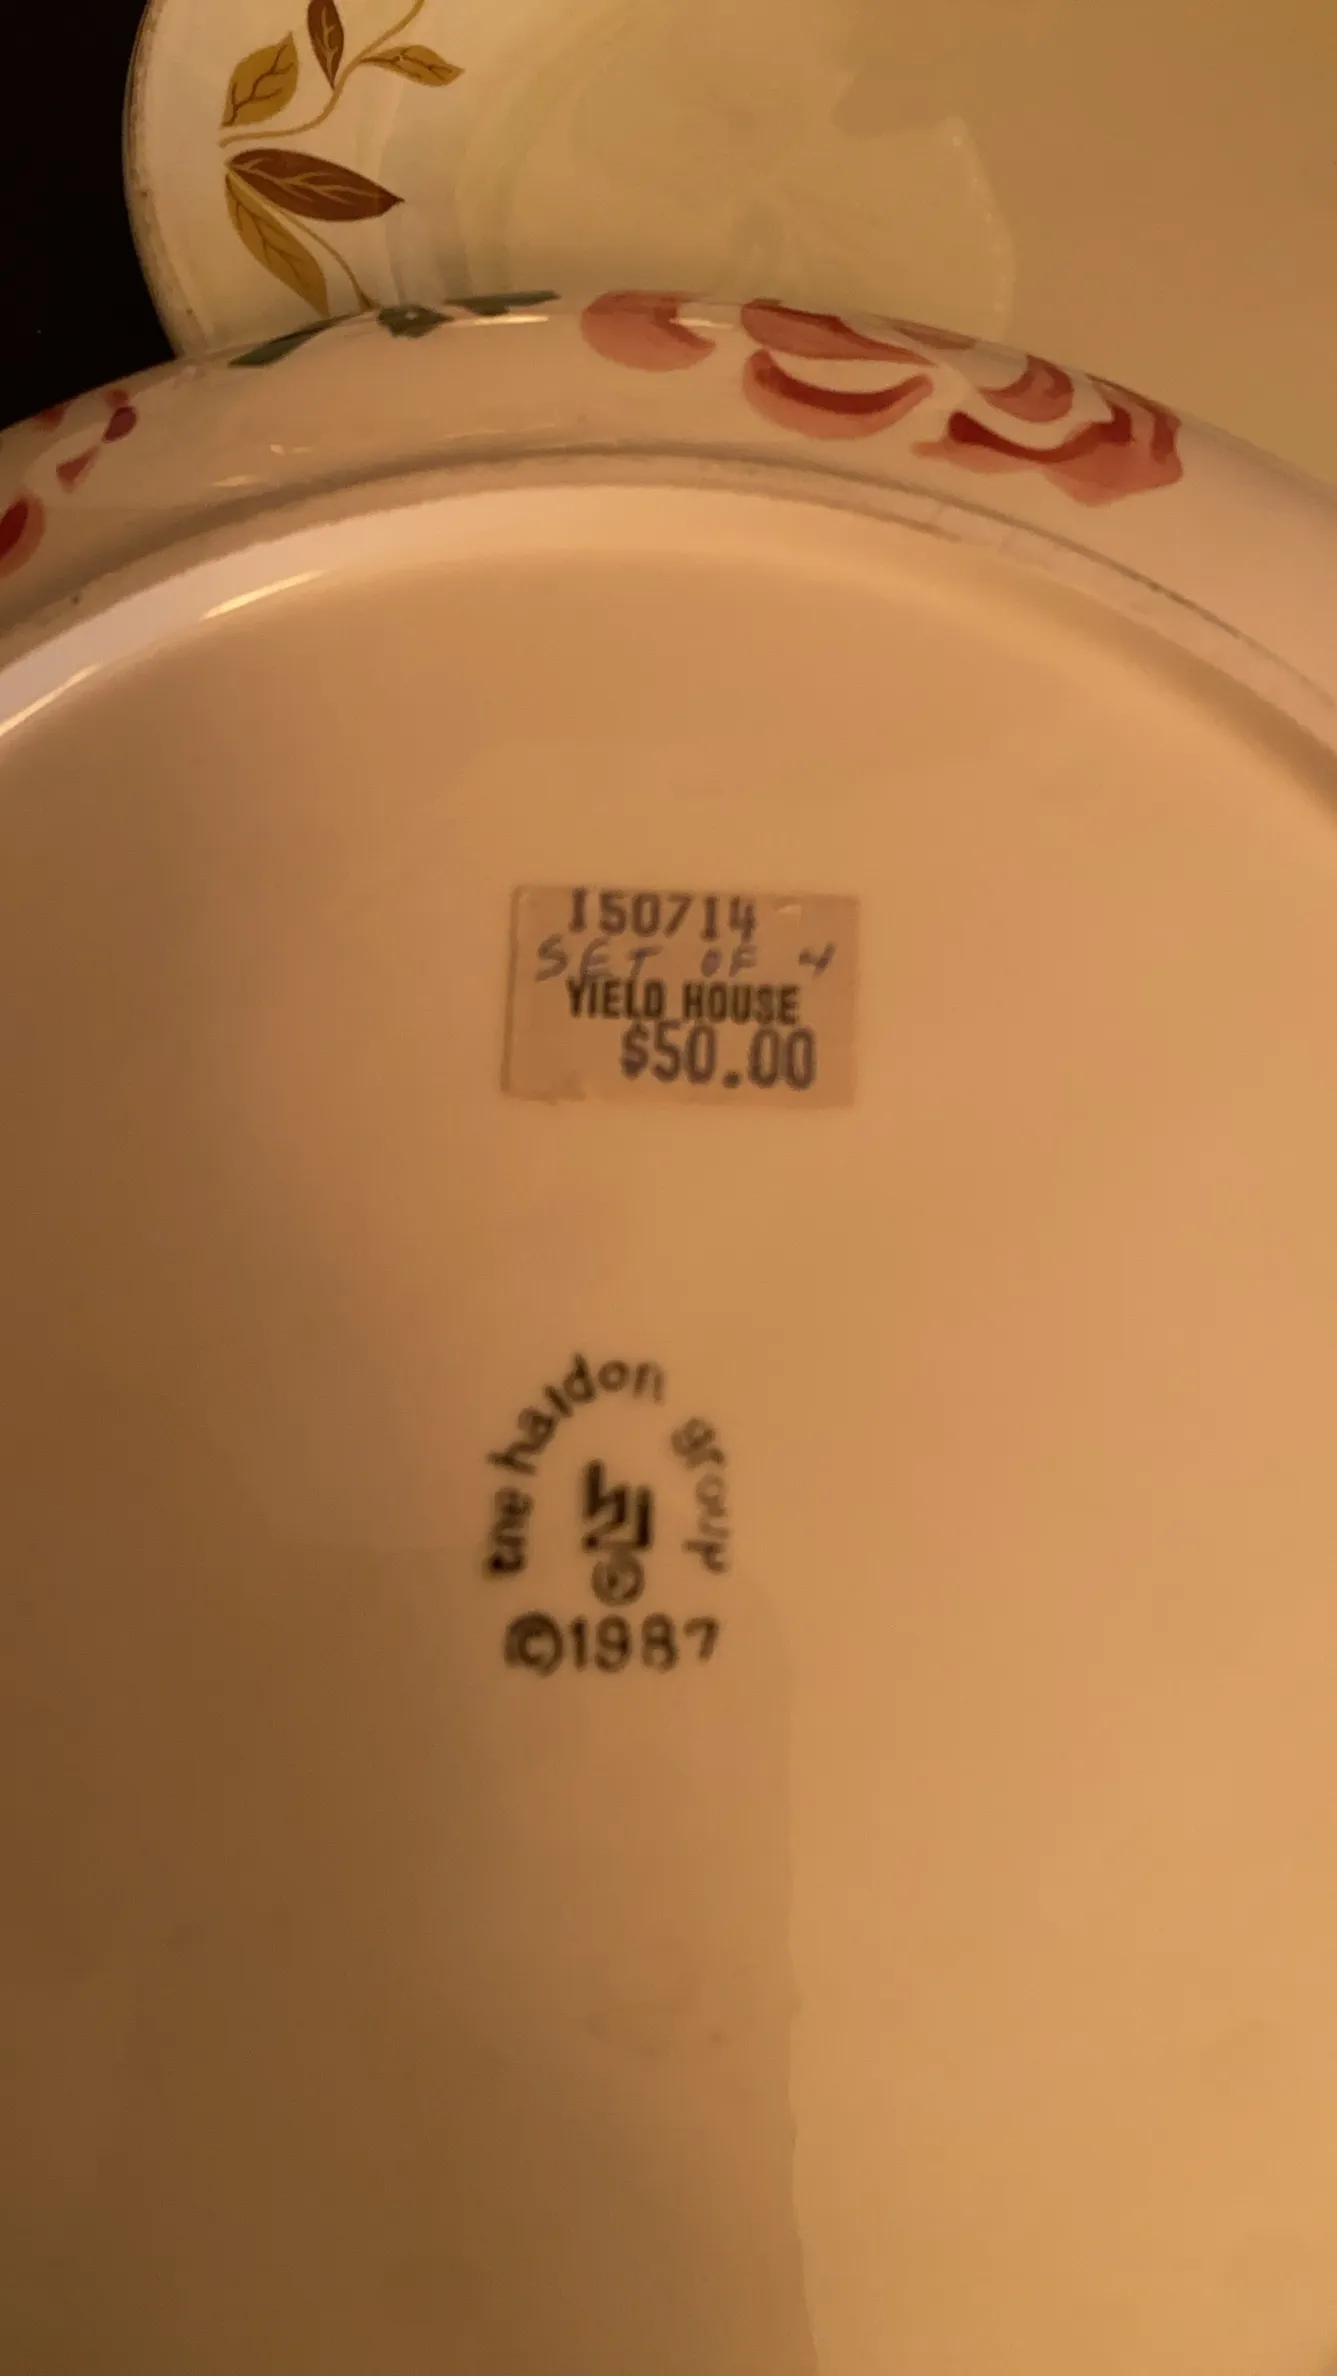 150714
SET OF 4
YIELD HOUSE
$50.00
the haldon group
©1987